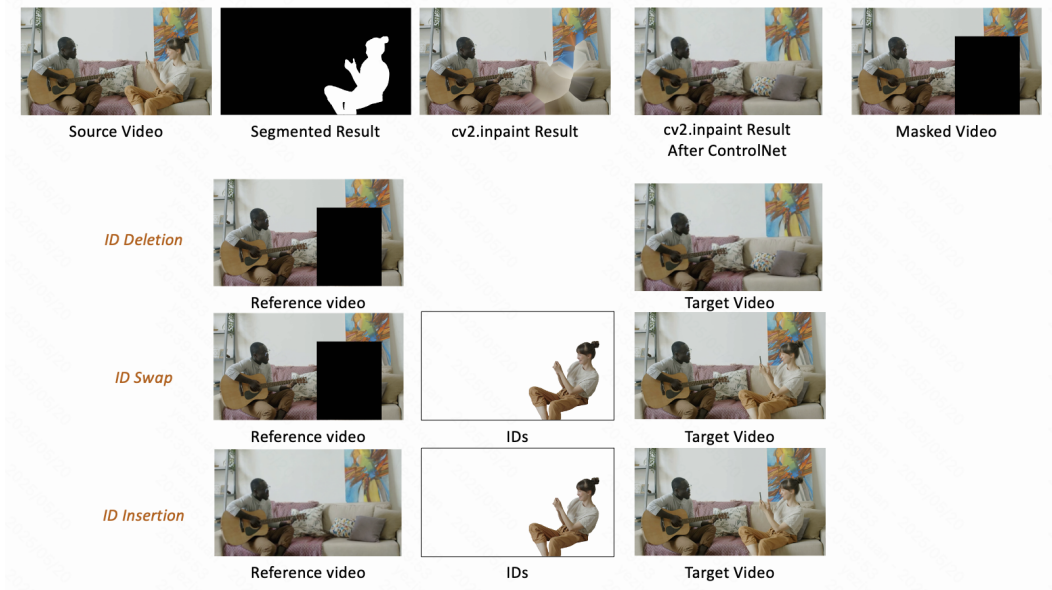 Source Video
Segmented Result
cv2.inpaint Result
cv2.inpaint Result
After ControlNet
Masked Video
ID Deletion
Reference video
Target Video
ID Swap
Reference video
IDs
Target Video
ID Insertion
Reference video
IDs
Target Video